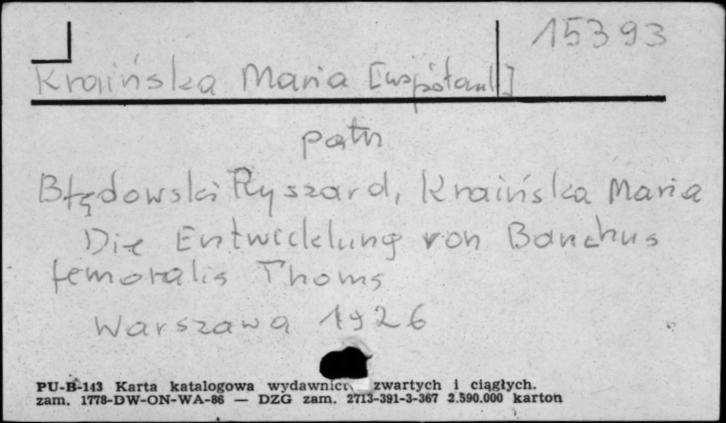 15393
Kraińska Maria [współaut]
patrz
Błędowski Ryszard, Kraińska Maria
Die Entwicklung von Banchus
femoralis Thoms
Warszawa 1926
PU-B-143 Karta katalogowa wydawnict zwartych i ciągłych.
zam. 1778-DW-ON-WA-86 — DZG zam. 2713-391-3-367 2.590.000 karton